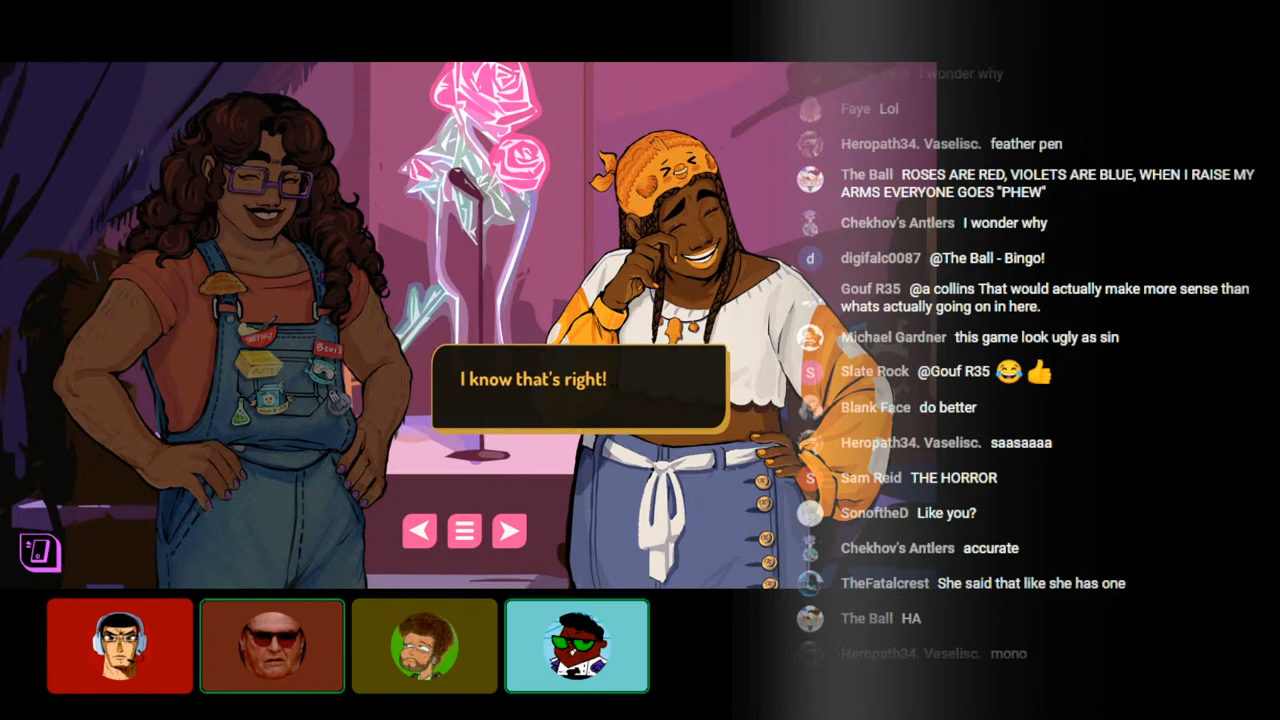 I wonder why
Faye Lol
Heropath34. Vaselisc. feather pen
The Ball ROSES ARE RED, VIOLETS ARE BLUE, WHEN I RAISE MY
ARMS EVERYONE GOES "PHEW"
Chekhov's Antlers I wonder why
d digifalc0087 @The Ball - Bingo!
Gouf R35 @a collins That would actually make more sense than
whats actually going on in here.
Michael Gardner this game look ugly as sin
S Slate Rock @Gouf R35 😂👍
I know that's right!
Blank Face do better
Heropath34. Vaselisc. saasaaaa
S Sam Reid THE HORROR
SonoftheD Like you?
Chekhov's Antlers accurate
TheFatalcrest She said that like she has one
The Ball HA
Heropath34. Vaselisc. mono